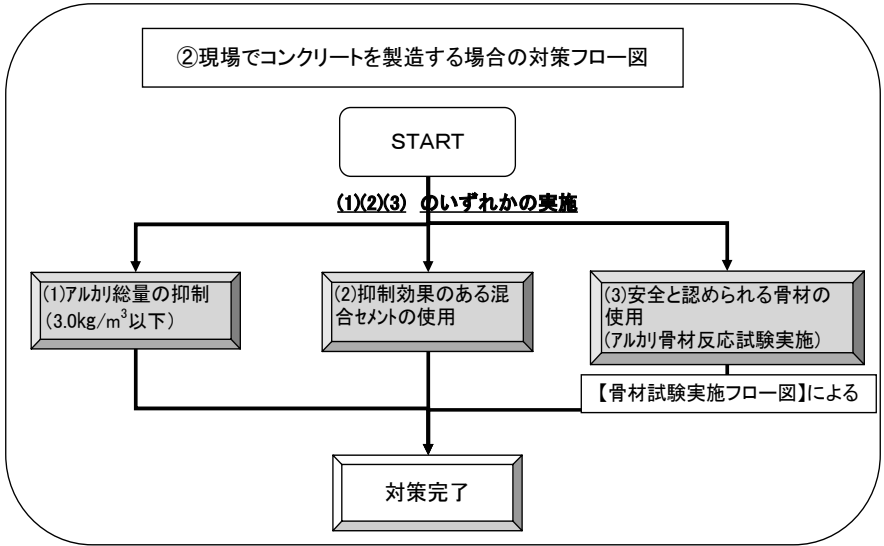 ②現場でコンクリートを製造する場合の対策フロー図
START
(1)(2)(3) のいずれかの実施
(1)アルカリ総量の抑制
(3.0kg/m³以下)
(2)抑制効果のある混
合セメントの使用
(3)安全と認められる骨材の
使用
(アルカリ骨材反応試験実施)
【骨材試験実施フロー図】による
対策完了